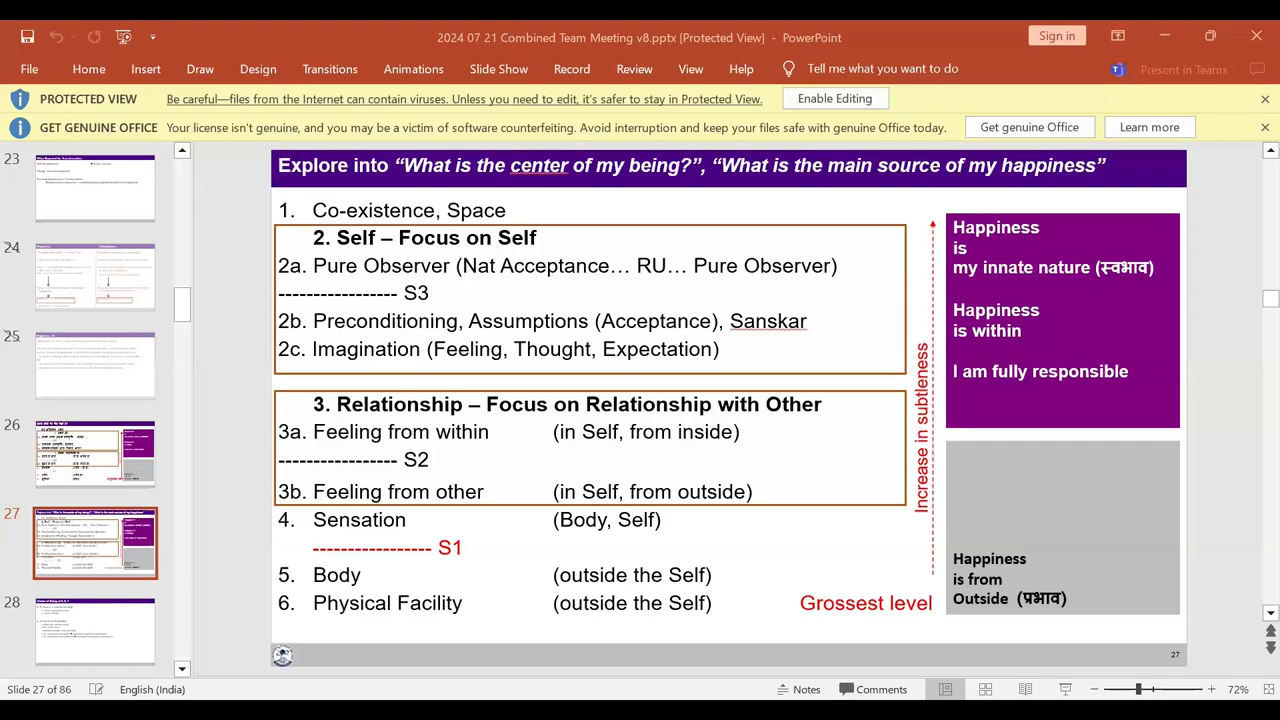 2024 07 21 Combined Team Meeting v8.pptx [Protected View] - PowerPoint
Sign in
File Home Insert Draw Design Transitions Animations Slide Show Record Review View Help Tell me what you want to do Present in Teams
PROTECTED VIEW Be careful—files from the Internet can contain viruses. Unless you need to edit, it's safer to stay in Protected View. Enable Editing
GET GENUINE OFFICE Your license isn't genuine, and you may be a victim of software counterfeiting. Avoid interruption and keep your files safe with genuine Office today. Get genuine Office Learn more
23
24
25
26
27
28
Explore into “What is the center of my being?”, “What is the main source of my happiness”
1. Co-existence, Space
2. Self – Focus on Self
2a. Pure Observer (Nat Acceptance… RU… Pure Observer)
----------------- S3
2b. Preconditioning, Assumptions (Acceptance), Sanskar
2c. Imagination (Feeling, Thought, Expectation)
3. Relationship – Focus on Relationship with Other
3a. Feeling from within (in Self, from inside)
----------------- S2
3b. Feeling from other (in Self, from outside)
4. Sensation (Body, Self)
----------------- S1
5. Body (outside the Self)
6. Physical Facility (outside the Self) Grossest level
Increase in subtleness
Happiness
is
my innate nature (स्वभाव)
Happiness
is within
I am fully responsible
Happiness
is from
Outside (प्रभाव)
27
Slide 27 of 86 English (India) Notes Comments 72%